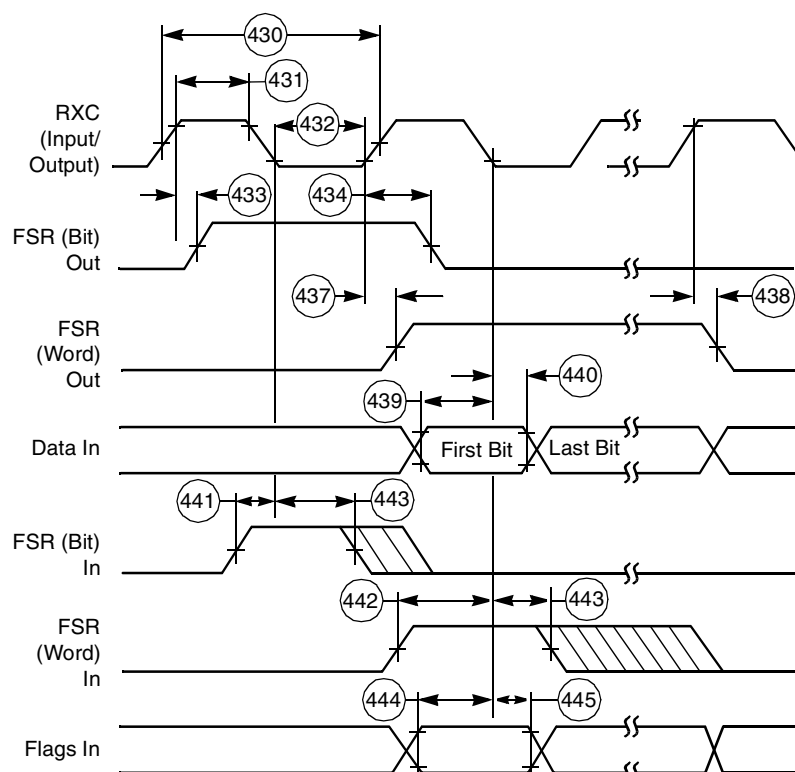 430
431
RXC
(Input/
Output)
432
433
434
FSR (Bit)
Out
437
438
FSR
(Word)
Out
439
440
Data In
First Bit
Last Bit
441
443
FSR (Bit)
In
442
443
FSR
(Word)
In
444
445
Flags In